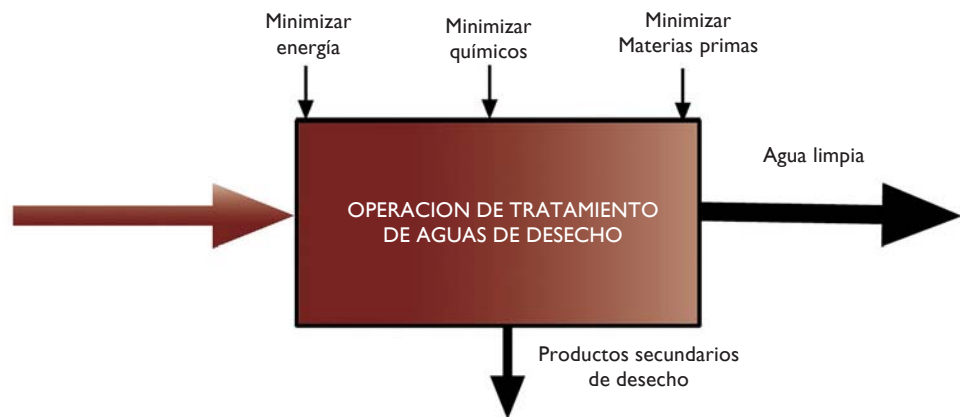 Minimizar
energía
Minimizar
químicos
Minimizar
Materias primas
Agua limpia
OPERACION DE TRATAMIENTO
DE AGUAS DE DESECHO
Productos secundarios
de desecho